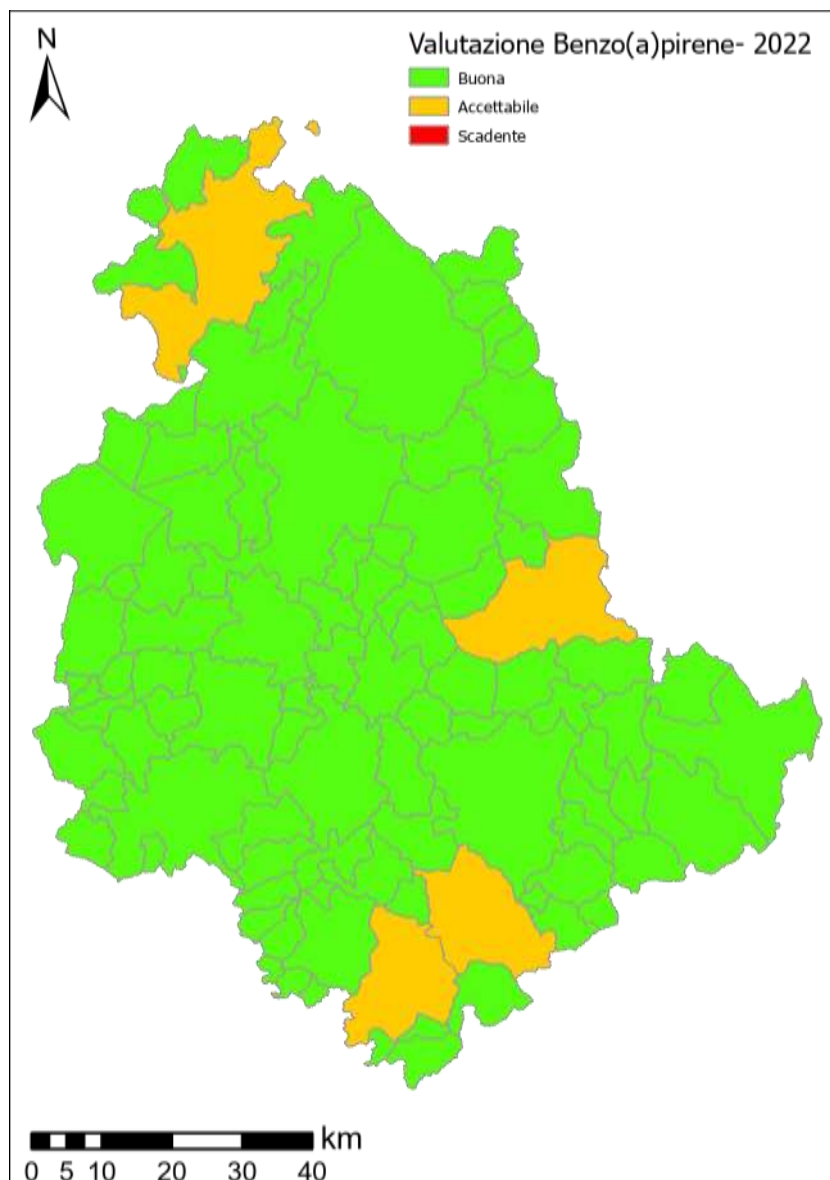 N
Valutazione Benzo(a)pirene- 2022
Buona
Accettabile
Scadente
km
0 5 10 20 30 40